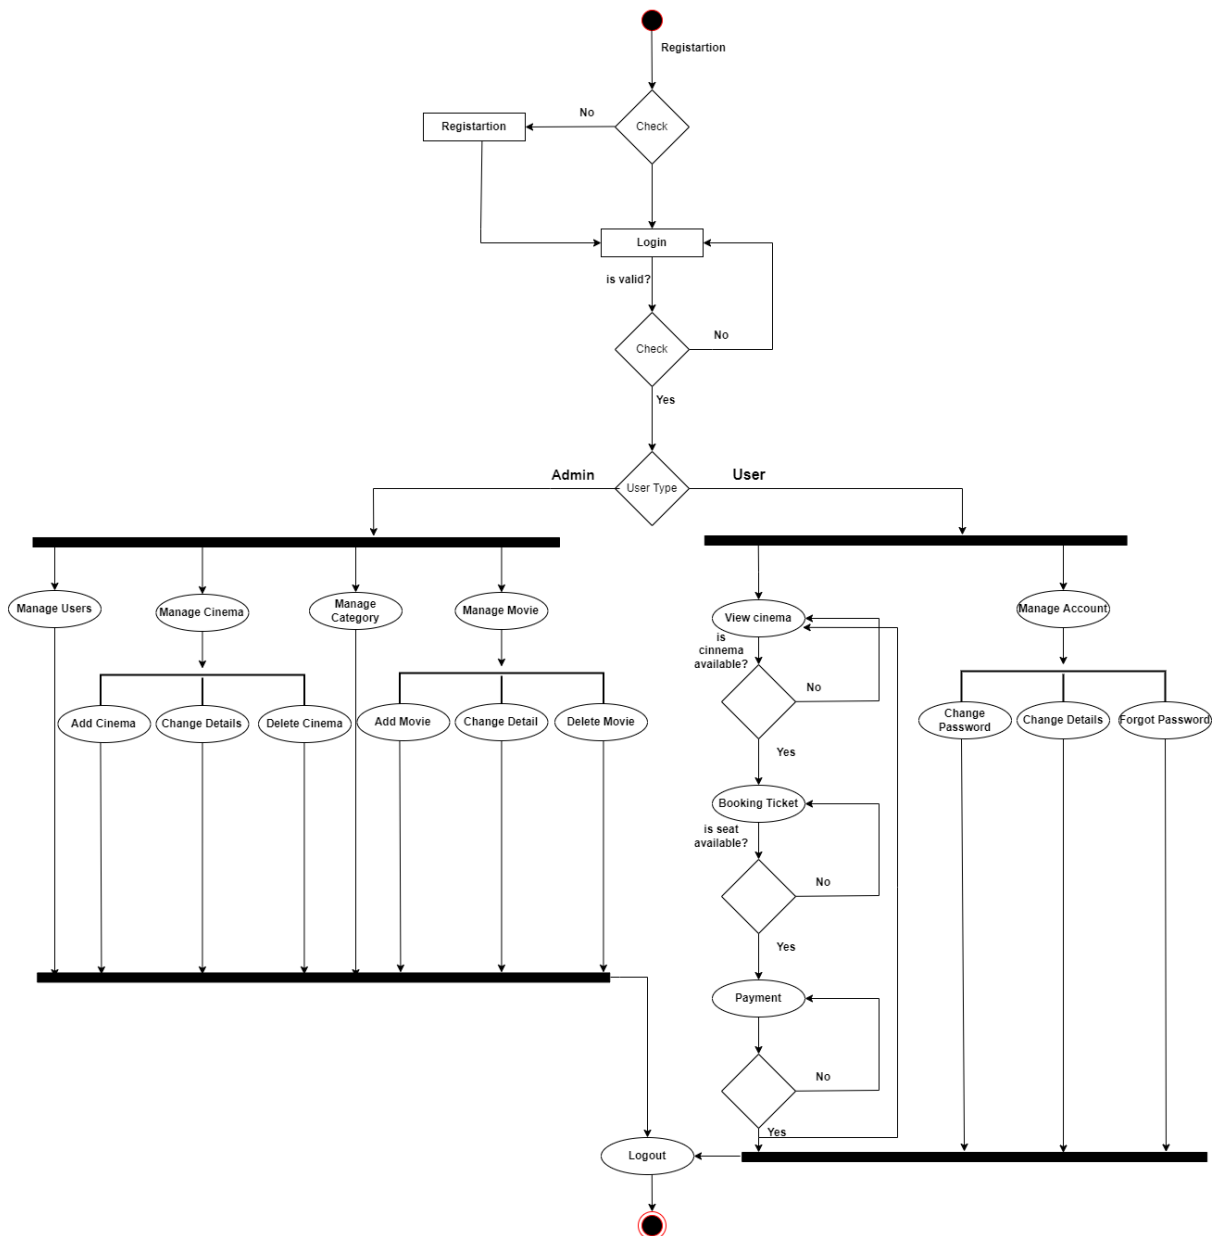 Registartion
Check
No
Registartion
Login
is valid?
Check
No
Yes
User Type
Admin
User
Manage Users
Manage Cinema
Manage
Category
Manage Movie
View cinema
Manage Account
is
cinnema
available?
No
Add Cinema
Change Details
Delete Cinema
Add Movie
Change Detail
Delete Movie
Change
Password
Change Details
Forgot Password
Yes
Booking Ticket
is seat
available?
No
Yes
Payment
No
Yes
Logout